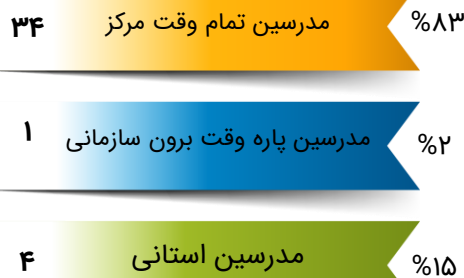 %۸۳ مدرسین تمام وقت مرکز ۳۴
%۲ مدرسین پاره وقت برون سازمانی ۱
%۱۵ مدرسین استانی ۴